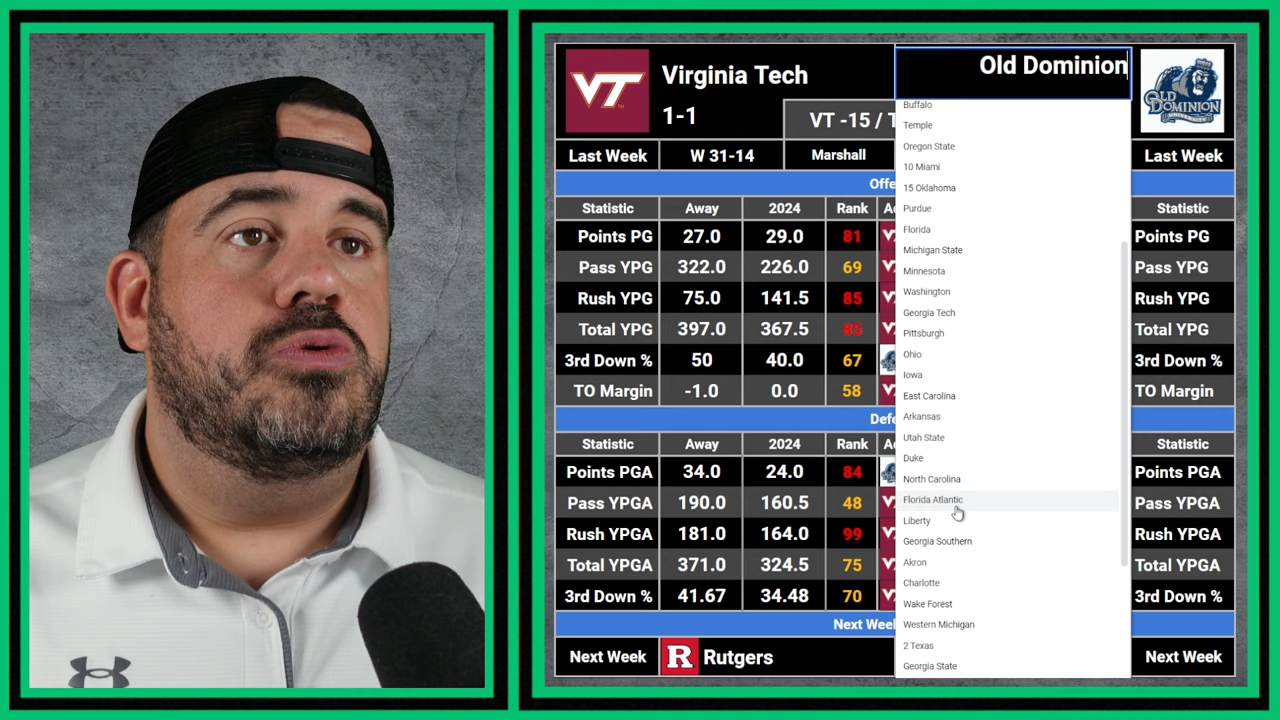 VT
Virginia Tech
1-1
VT -15 / T
Old Dominion
OLD DOMINION
UNIVERSITY
Last Week
W 31-14
Marshall
Last Week
Offe
Statistic Away 2024 Rank Statistic
Points PG 27.0 29.0 81 Points PG
Pass YPG 322.0 226.0 69 Pass YPG
Rush YPG 75.0 141.5 85 Rush YPG
Total YPG 397.0 367.5 85 Total YPG
3rd Down % 50 40.0 67 3rd Down %
TO Margin -1.0 0.0 58 TO Margin
Defe
Statistic Away 2024 Rank Statistic
Points PGA 34.0 24.0 84 Points PGA
Pass YPGA 190.0 160.5 48 Pass YPGA
Rush YPGA 181.0 164.0 99 Rush YPGA
Total YPGA 371.0 324.5 75 Total YPGA
3rd Down % 41.67 34.48 70 3rd Down %
Next Wee
Next Week R Rutgers Next Week
Buffalo
Temple
Oregon State
10 Miami
15 Oklahoma
Purdue
Florida
Michigan State
Minnesota
Washington
Georgia Tech
Pittsburgh
Ohio
Iowa
East Carolina
Arkansas
Utah State
Duke
North Carolina
Florida Atlantic
Liberty
Georgia Southern
Akron
Charlotte
Wake Forest
Western Michigan
2 Texas
Georgia State